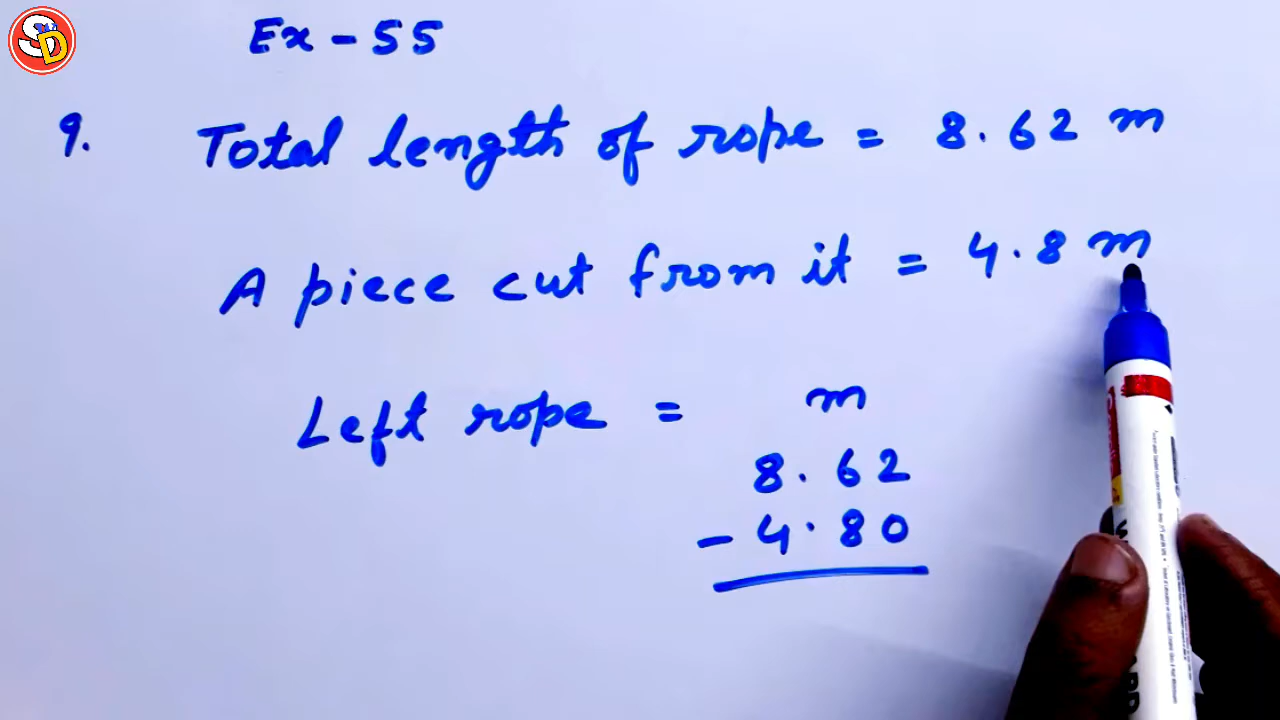 SD
Ex - 55
9. Total length of rope = 8.62 m
A piece cut from it = 4.8 m
Left rope = m
8.62
- 4.80